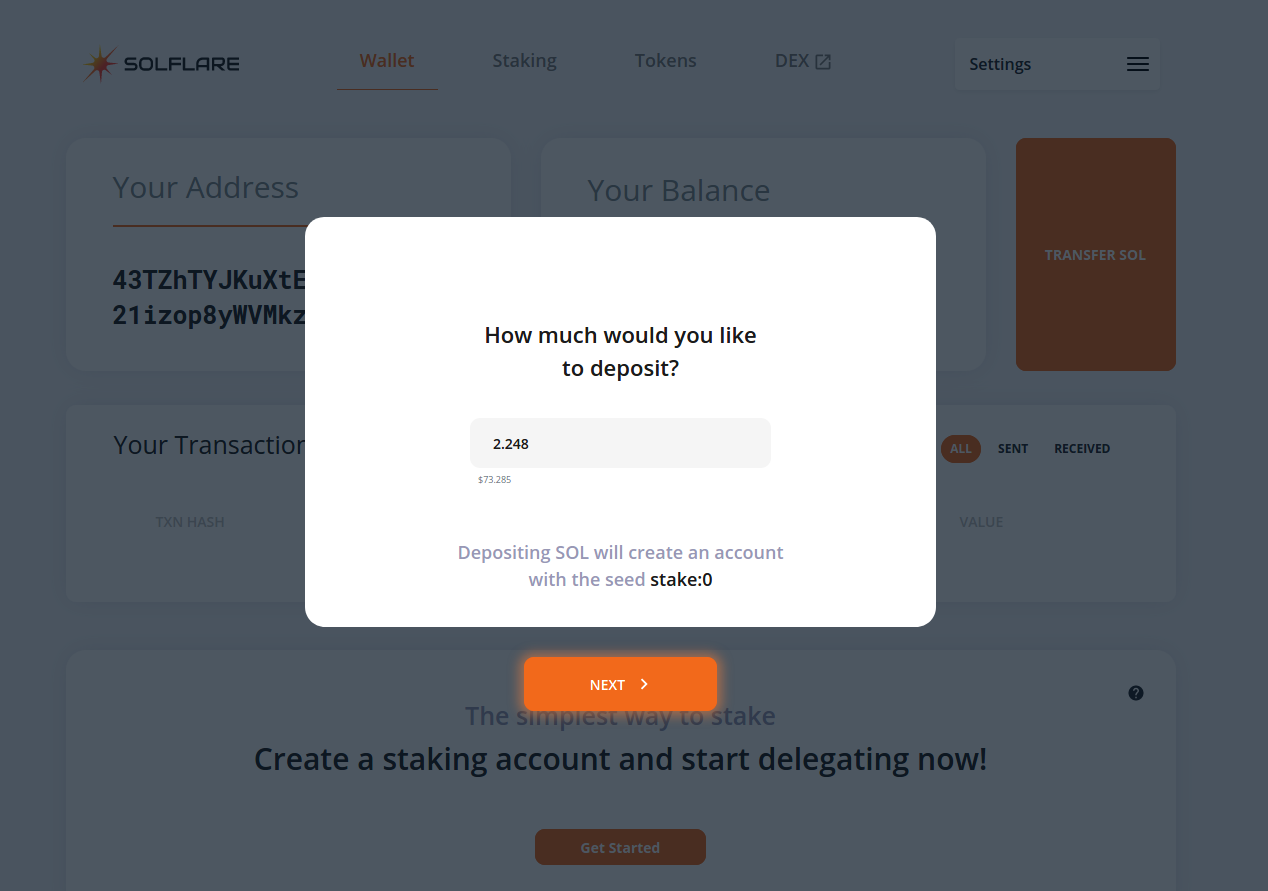 SOLFLARE
Wallet
Staking
Tokens
DEX
Settings
Your Address
43TZhTYJKuXtE
21izop8yWVMkz
Your Balance
TRANSFER SOL
How much would you like
to deposit?
2.248
$73.285
Depositing SOL will create an account
with the seed stake:0
NEXT
Your Transaction
ALL
SENT
RECEIVED
TXN HASH
VALUE
The simplest way to stake
?
Create a staking account and start delegating now!
Get Started